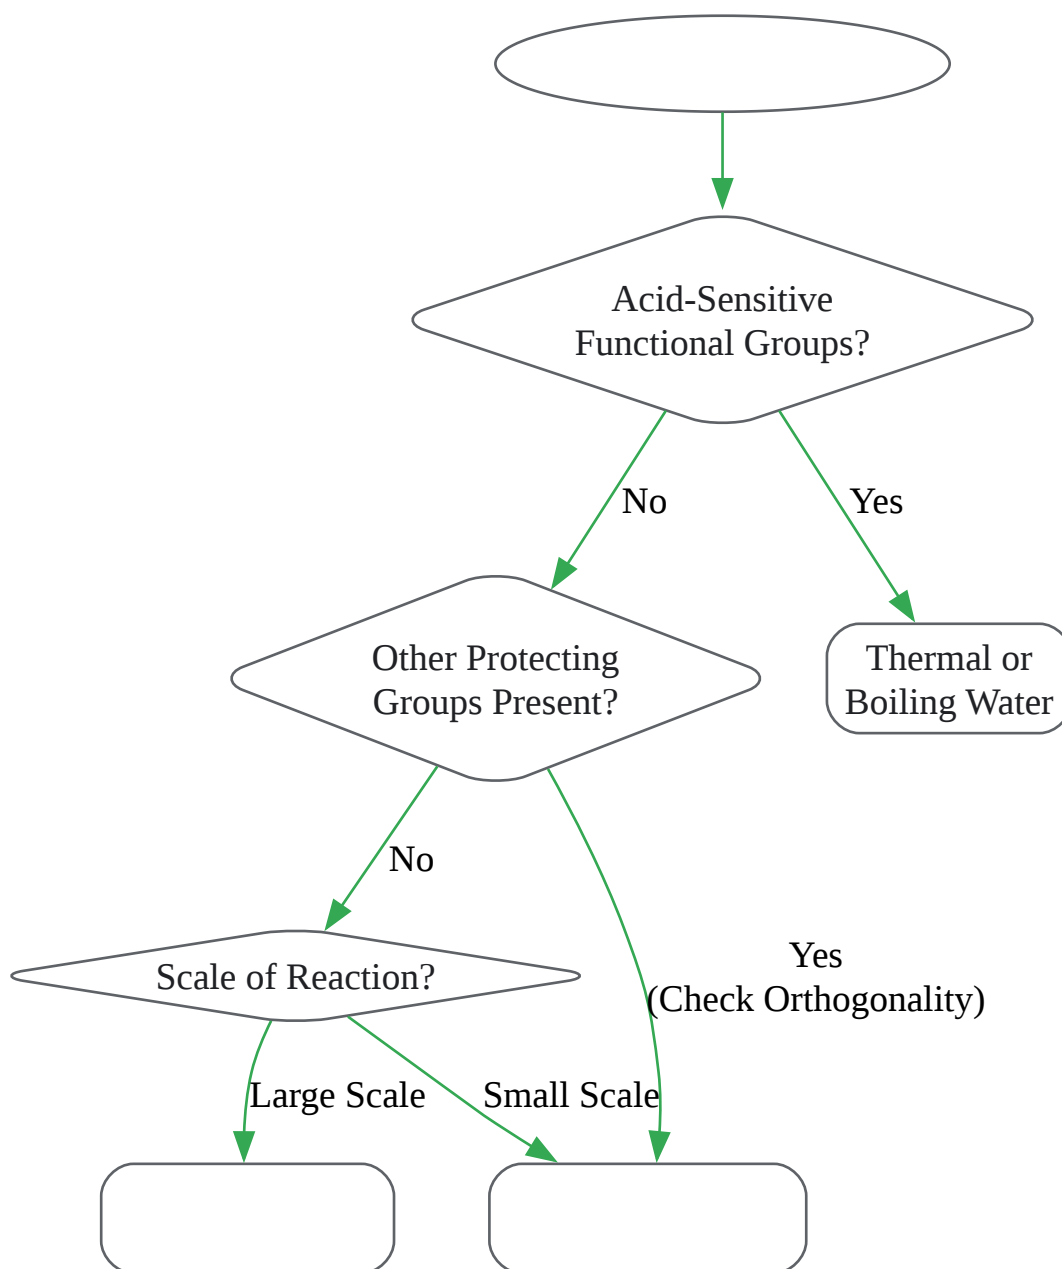 Acid-Sensitive
Functional Groups?
No
Yes
Other Protecting
Groups Present?
Thermal or
Boiling Water
No
Yes
(Check Orthogonality)
Scale of Reaction?
Large Scale
Small Scale